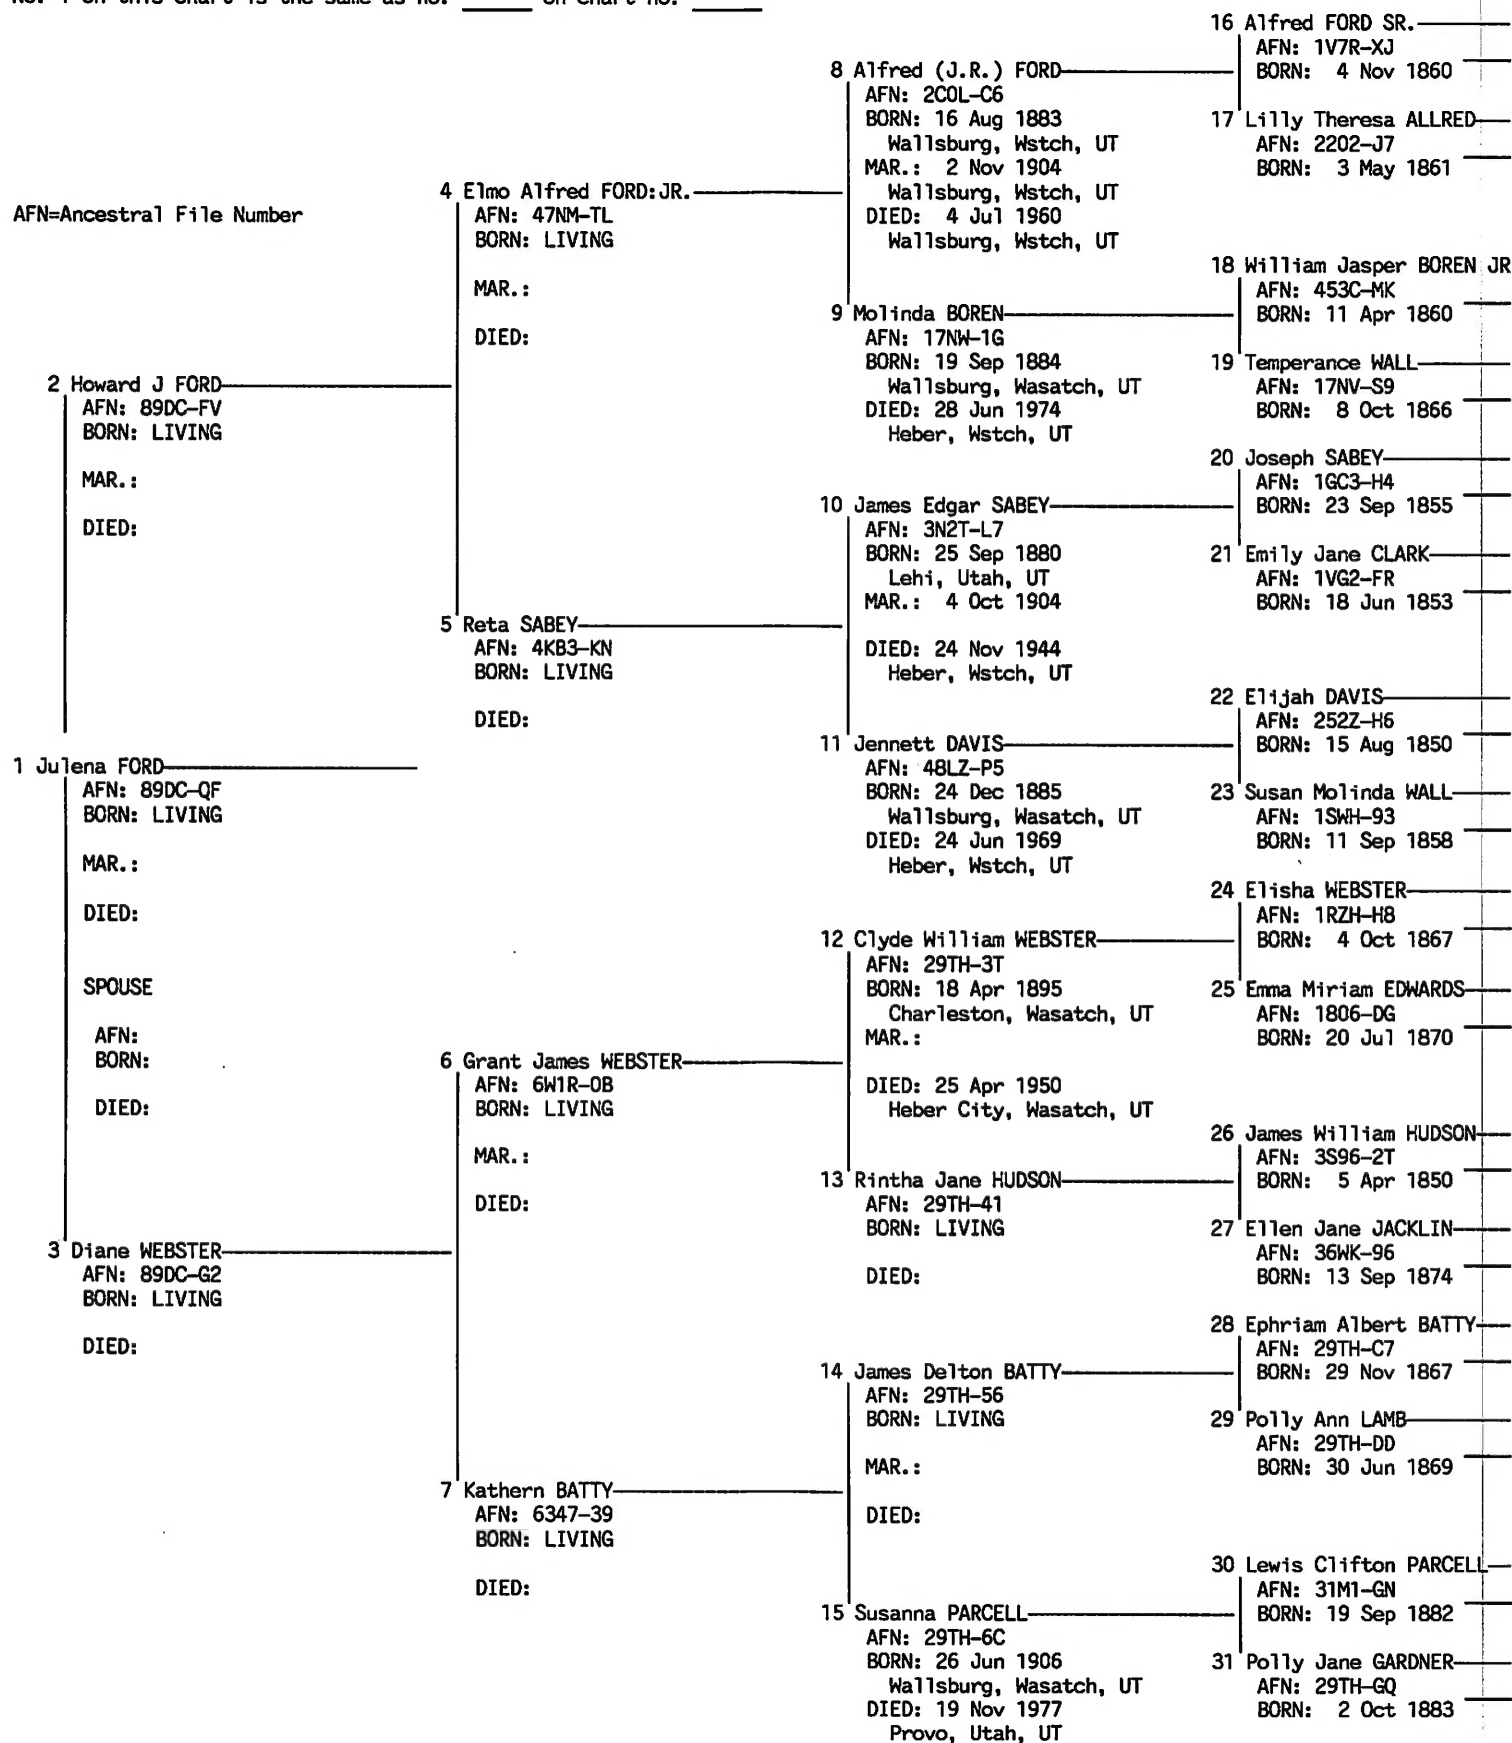 No. 1 on this chart is the same as no. ______ on chart no. ______
AFN=Ancestral File Number
1 Julena FORD
AFN: 89DC-QF
BORN: LIVING
MAR.:
DIED:
SPOUSE
AFN:
BORN:
DIED:
2 Howard J FORD
AFN: 89DC-FV
BORN: LIVING
MAR.:
DIED:
3 Diane WEBSTER
AFN: 89DC-G2
BORN: LIVING
DIED:
4 Elmo Alfred FORD:JR.
AFN: 47NM-TL
BORN: LIVING
MAR.:
DIED:
5 Reta SABEY
AFN: 4KB3-KN
BORN: LIVING
DIED:
6 Grant James WEBSTER
AFN: 6W1R-0B
BORN: LIVING
MAR.:
DIED:
7 Kathern BATTY
AFN: 6347-39
BORN: LIVING
DIED:
8 Alfred (J.R.) FORD
AFN: 2C0L-C6
BORN: 16 Aug 1883
Wallsburg, Wstch, UT
MAR.: 2 Nov 1904
Wallsburg, Wstch, UT
DIED: 4 Jul 1960
Wallsburg, Wstch, UT
9 Molinda BOREN
AFN: 17NW-1G
BORN: 19 Sep 1884
Wallsburg, Wasatch, UT
DIED: 28 Jun 1974
Heber, Wstch, UT
10 James Edgar SABEY
AFN: 3N2T-L7
BORN: 25 Sep 1880
Lehi, Utah, UT
MAR.: 4 Oct 1904
DIED: 24 Nov 1944
Heber, Wstch, UT
11 Jennett DAVIS
AFN: 48LZ-P5
BORN: 24 Dec 1885
Wallsburg, Wasatch, UT
DIED: 24 Jun 1969
Heber, Wstch, UT
12 Clyde William WEBSTER
AFN: 29TH-3T
BORN: 18 Apr 1895
Charleston, Wasatch, UT
MAR.:
DIED: 25 Apr 1950
Heber City, Wasatch, UT
13 Rintha Jane HUDSON
AFN: 29TH-41
BORN: LIVING
DIED:
14 James Delton BATTY
AFN: 29TH-56
BORN: LIVING
MAR.:
DIED:
15 Susanna PARCELL
AFN: 29TH-6C
BORN: 26 Jun 1906
Wallsburg, Wasatch, UT
DIED: 19 Nov 1977
Provo, Utah, UT
16 Alfred FORD SR.
AFN: 1V7R-XJ
BORN: 4 Nov 1860
17 Lilly Theresa ALLRED
AFN: 2202-J7
BORN: 3 May 1861
18 William Jasper BOREN JR
AFN: 453C-MK
BORN: 11 Apr 1860
19 Temperance WALL
AFN: 17NV-S9
BORN: 8 Oct 1866
20 Joseph SABEY
AFN: 1GC3-H4
BORN: 23 Sep 1855
21 Emily Jane CLARK
AFN: 1VG2-FR
BORN: 18 Jun 1853
22 Elijah DAVIS
AFN: 252Z-H6
BORN: 15 Aug 1850
23 Susan Molinda WALL
AFN: 1SWH-93
BORN: 11 Sep 1858
24 Elisha WEBSTER
AFN: 1RZH-H8
BORN: 4 Oct 1867
25 Emma Miriam EDWARDS
AFN: 1806-DG
BORN: 20 Jul 1870
26 James William HUDSON
AFN: 3S96-2T
BORN: 5 Apr 1850
27 Ellen Jane JACKLIN
AFN: 36WK-96
BORN: 13 Sep 1874
28 Ephriam Albert BATTY
AFN: 29TH-C7
BORN: 29 Nov 1867
29 Polly Ann LAMB
AFN: 29TH-DD
BORN: 30 Jun 1869
30 Lewis Clifton PARCELL
AFN: 31M1-GN
BORN: 19 Sep 1882
31 Polly Jane GARDNER
AFN: 29TH-GQ
BORN: 2 Oct 1883